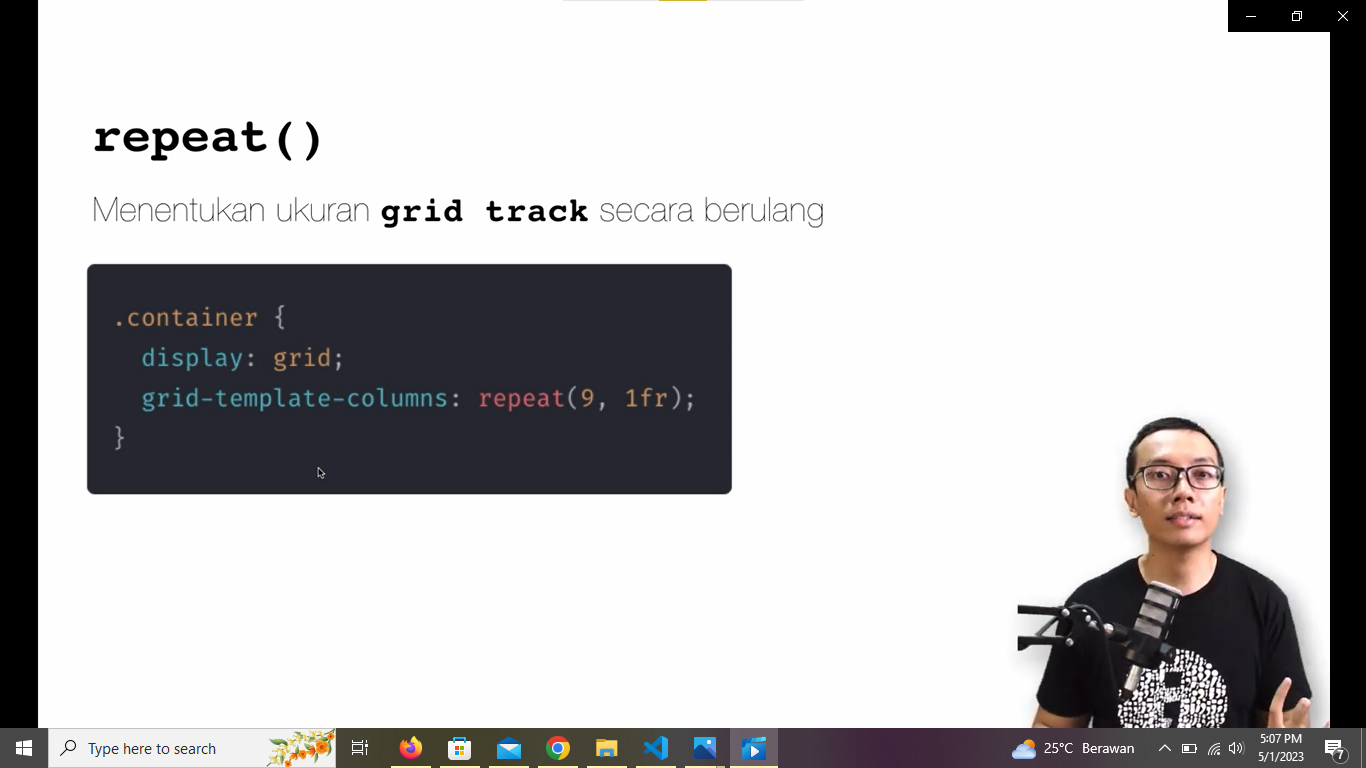 repeat()
Menentukan ukuran grid track secara berulang
.container {
  display: grid;
  grid-template-columns: repeat(9, 1fr);
}
Type here to search
25°C Berawan
5:07 PM
5/1/2023
7